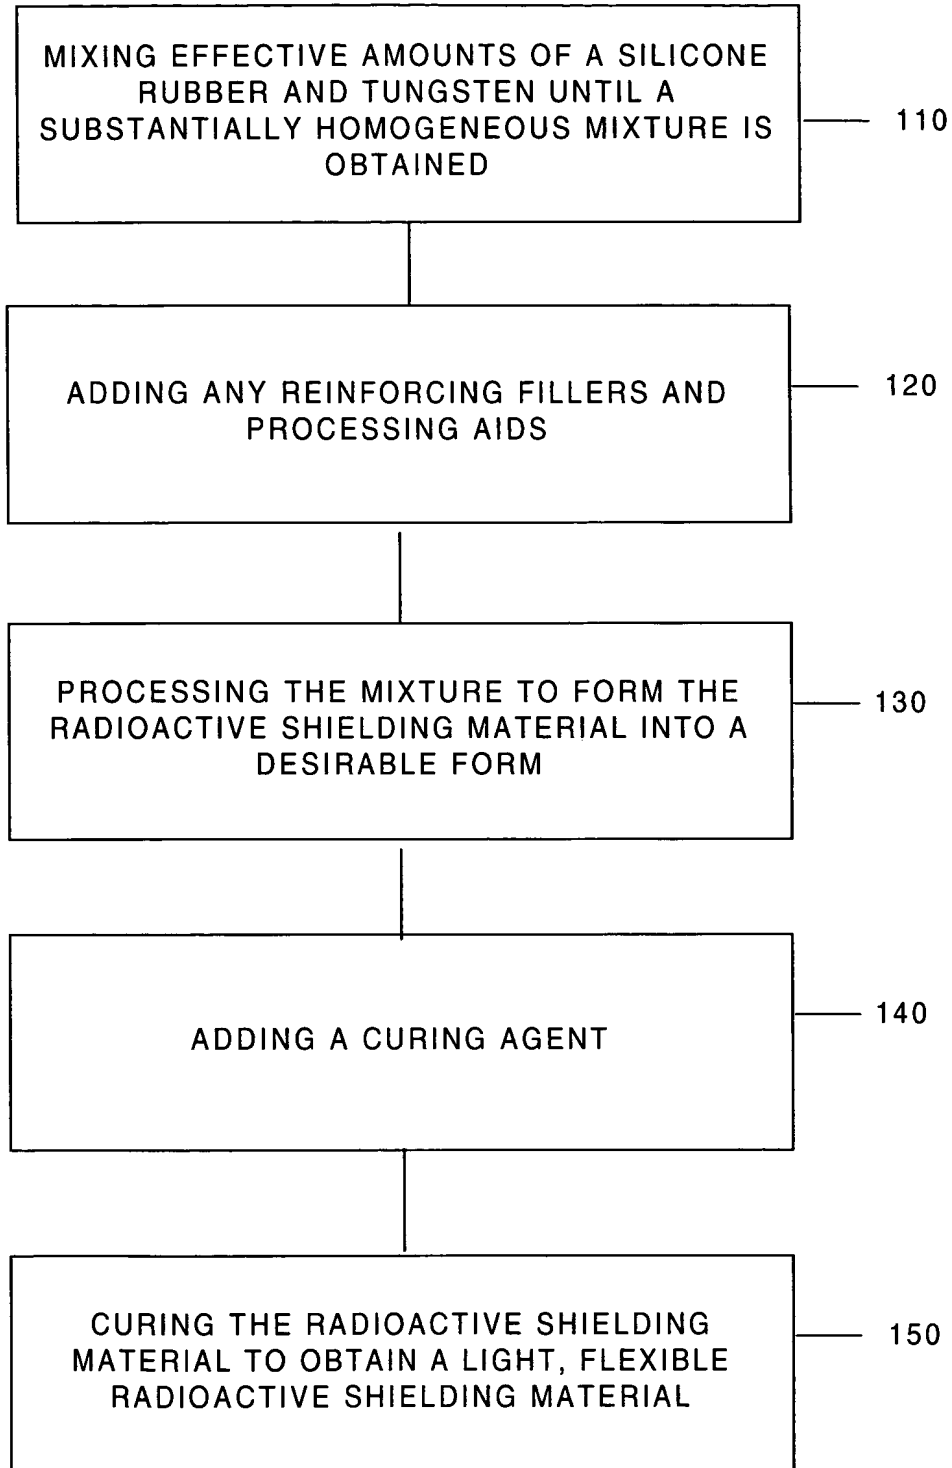 MIXING EFFECTIVE AMOUNTS OF A SILICONE
RUBBER AND TUNGSTEN UNTIL A
SUBSTANTIALLY HOMOGENEOUS MIXTURE IS
OBTAINED
110
ADDING ANY REINFORCING FILLERS AND
PROCESSING AIDS
120
PROCESSING THE MIXTURE TO FORM THE
RADIOACTIVE SHIELDING MATERIAL INTO A
DESIRABLE FORM
130
ADDING A CURING AGENT
140
CURING THE RADIOACTIVE SHIELDING
MATERIAL TO OBTAIN A LIGHT, FLEXIBLE
RADIOACTIVE SHIELDING MATERIAL
150